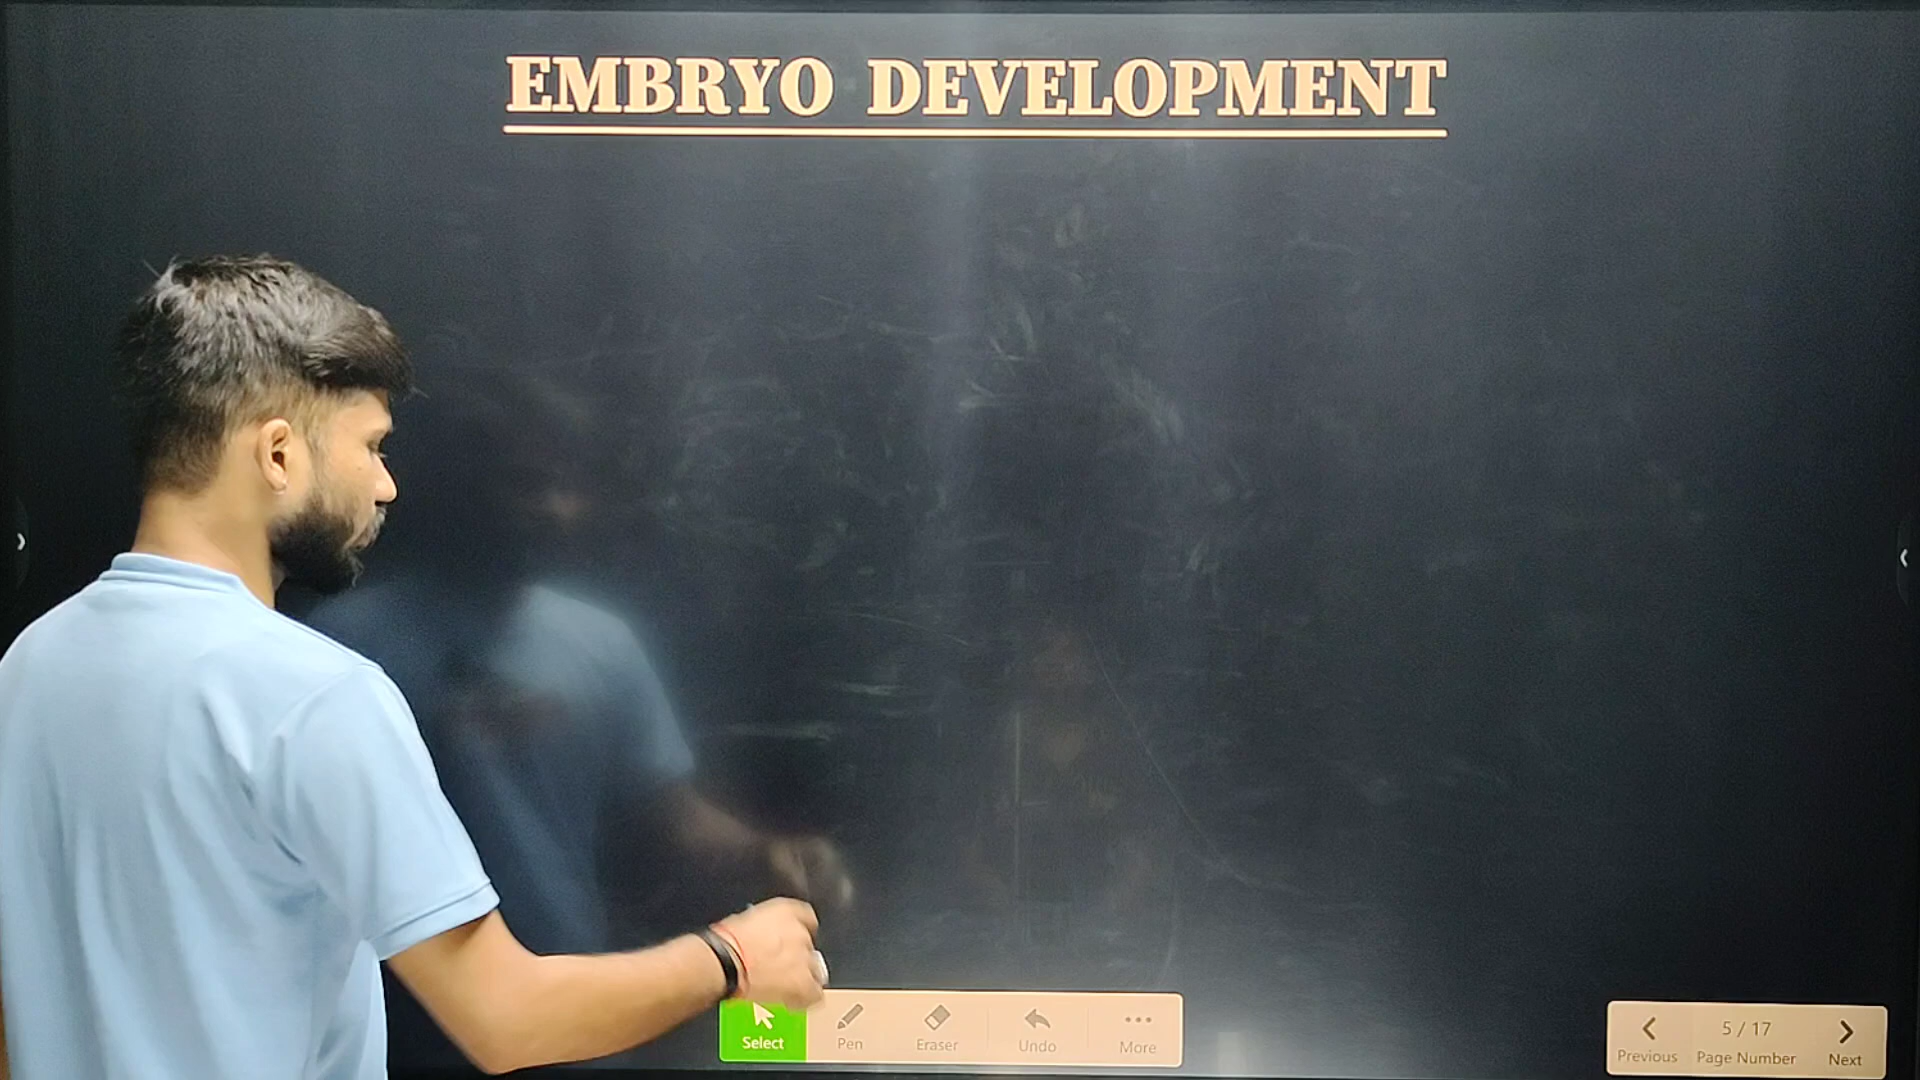 EMBRYO DEVELOPMENT
Select Pen Eraser Undo More
5 / 17
Previous Page Number Next